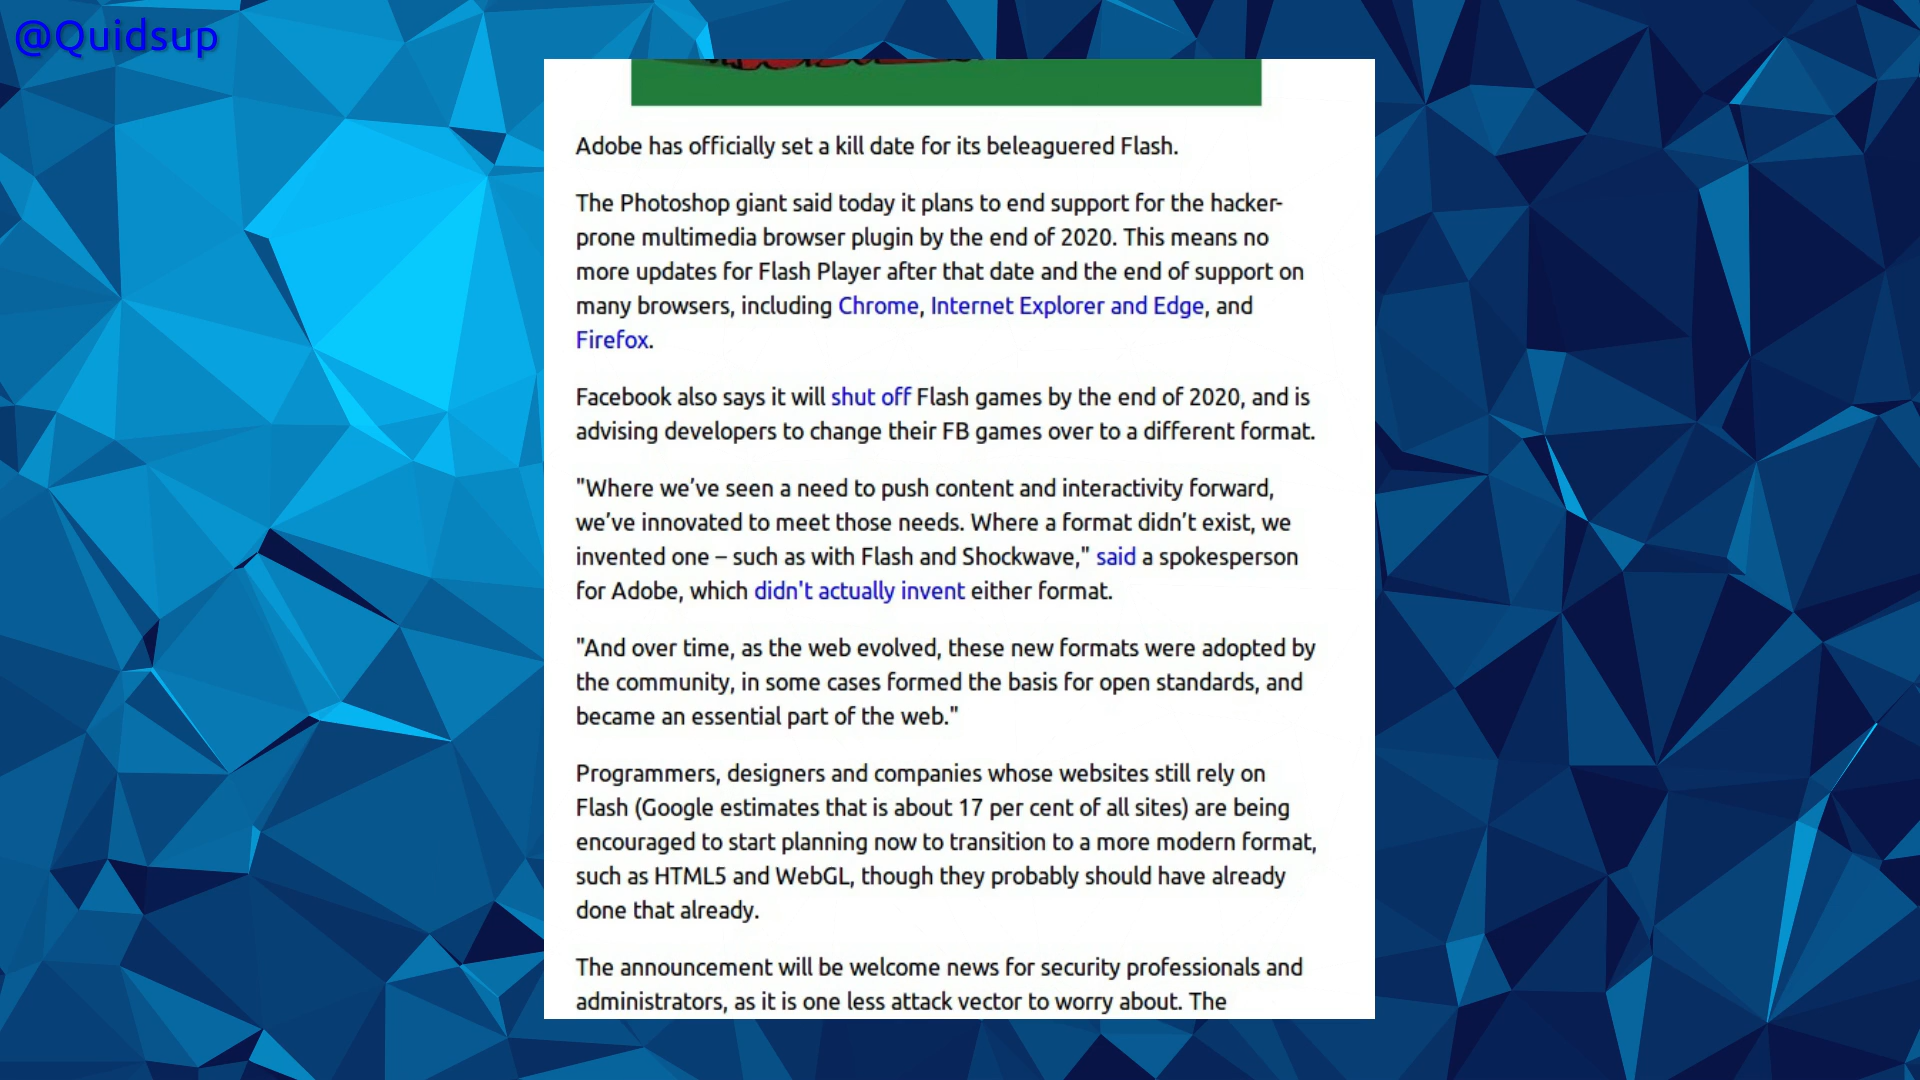 @Quidsup
Adobe has officially set a kill date for its beleaguered Flash.
The Photoshop giant said today it plans to end support for the hacker-
prone multimedia browser plugin by the end of 2020. This means no
more updates for Flash Player after that date and the end of support on
many browsers, including Chrome, Internet Explorer and Edge, and
Firefox.
Facebook also says it will shut off Flash games by the end of 2020, and is
advising developers to change their FB games over to a different format.
"Where we’ve seen a need to push content and interactivity forward,
we’ve innovated to meet those needs. Where a format didn’t exist, we
invented one – such as with Flash and Shockwave," said a spokesperson
for Adobe, which didn't actually invent either format.
"And over time, as the web evolved, these new formats were adopted by
the community, in some cases formed the basis for open standards, and
became an essential part of the web."
Programmers, designers and companies whose websites still rely on
Flash (Google estimates that is about 17 per cent of all sites) are being
encouraged to start planning now to transition to a more modern format,
such as HTML5 and WebGL, though they probably should have already
done that already.
The announcement will be welcome news for security professionals and
administrators, as it is one less attack vector to worry about. The